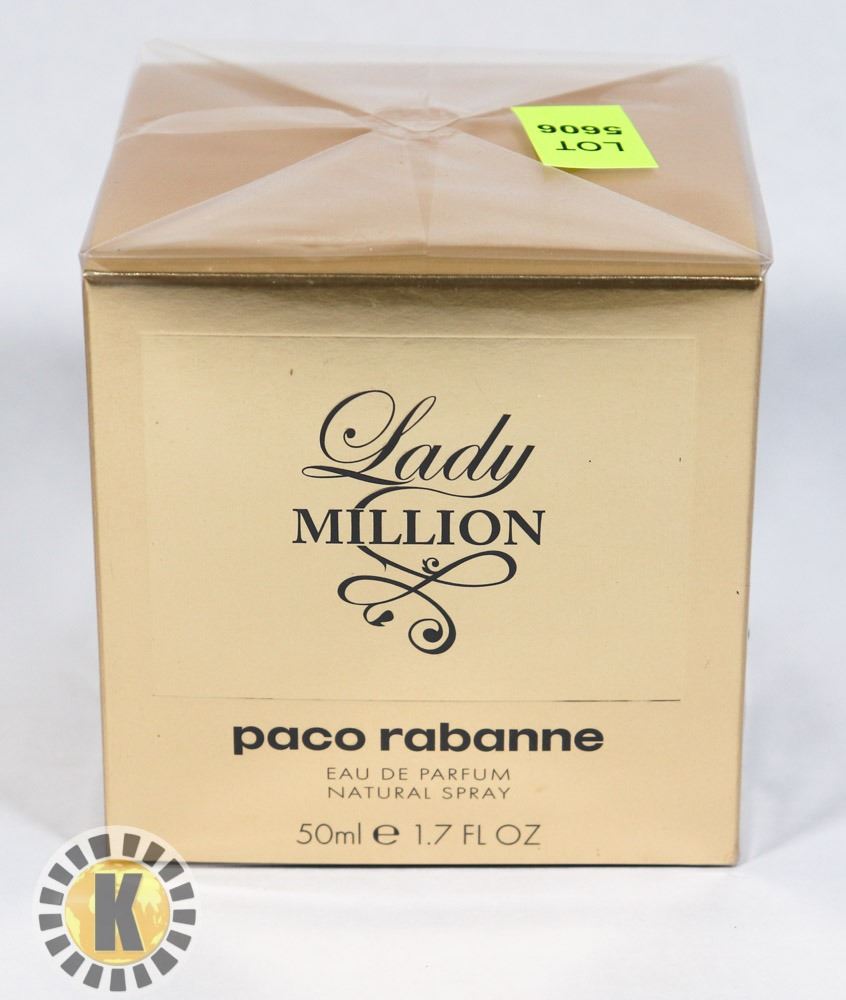 LOT
5606
Lady
MILLION
paco rabanne
EAU DE PARFUM
NATURAL SPRAY
50ml ℮ 1.7 FL OZ
K